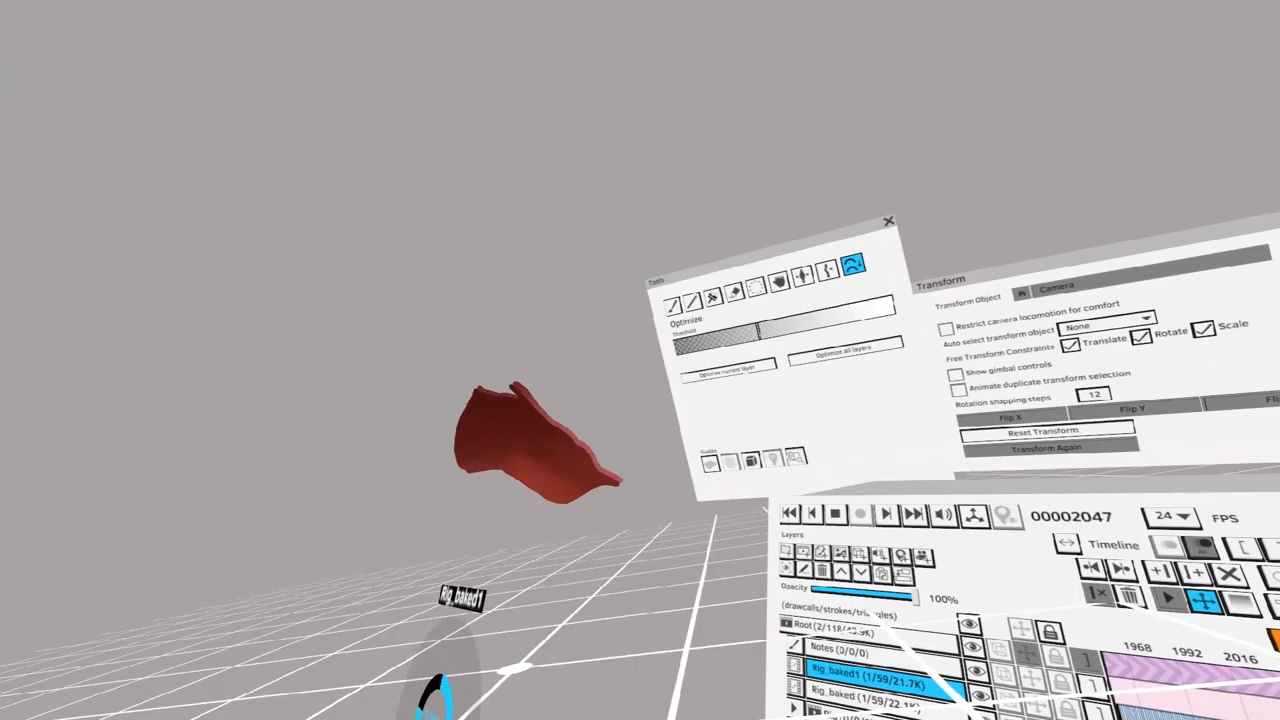 Tools
Optimize
Threshold
Optimize current layer
Optimize all layers
Guides
Transform
Transform Object
Camera
Restrict camera locomotion for comfort
Auto select transform object
None
Free Transform Constraints
Translate
Rotate
Scale
Show gimbal controls
Animate duplicate transform selection
Rotation snapping steps
12
Flip X
Flip Y
Reset Transform
Transform Again
00002047
24
FPS
Layers
Timeline
Opacity
100%
(drawcalls/strokes/triangles)
Root (2/118/43.9K)
Notes (0/0/0)
Rig_baked1 (1/59/21.7K)
Rig_baked (1/59/22.1K)
1968
1992
2016
Rig_baked1